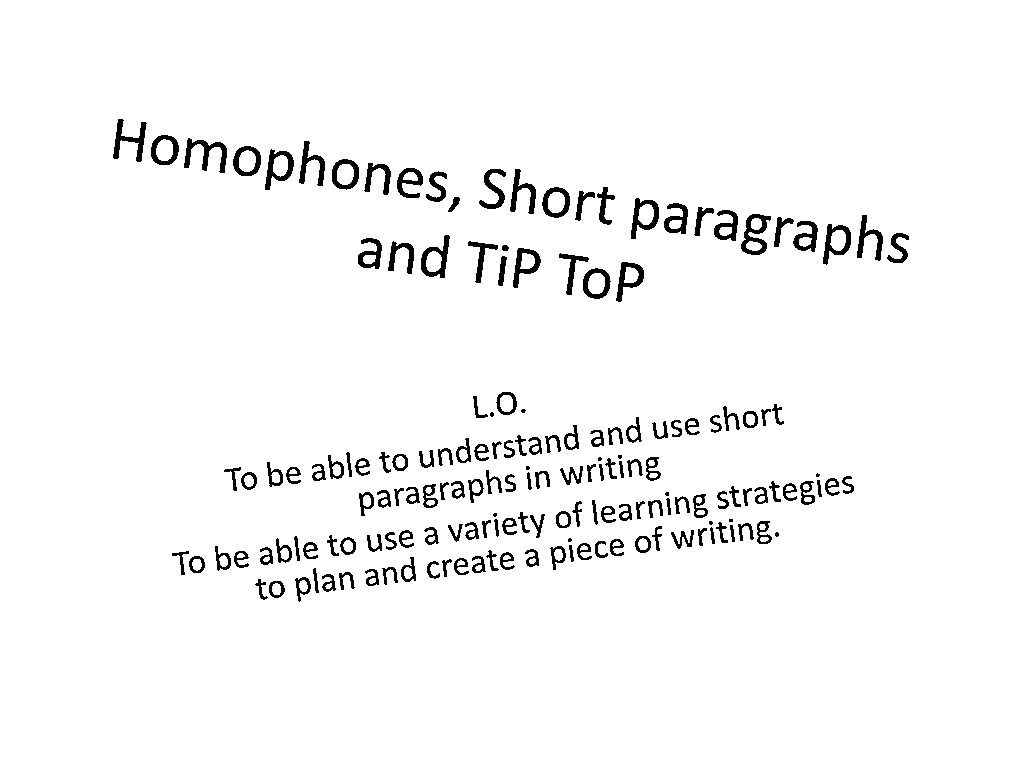 Homophones, Short paragraphs
and TiP ToP
L.O.
To be able to understand and use short
paragraphs in writing
To be able to use a variety of learning strategies
to plan and create a piece of writing.